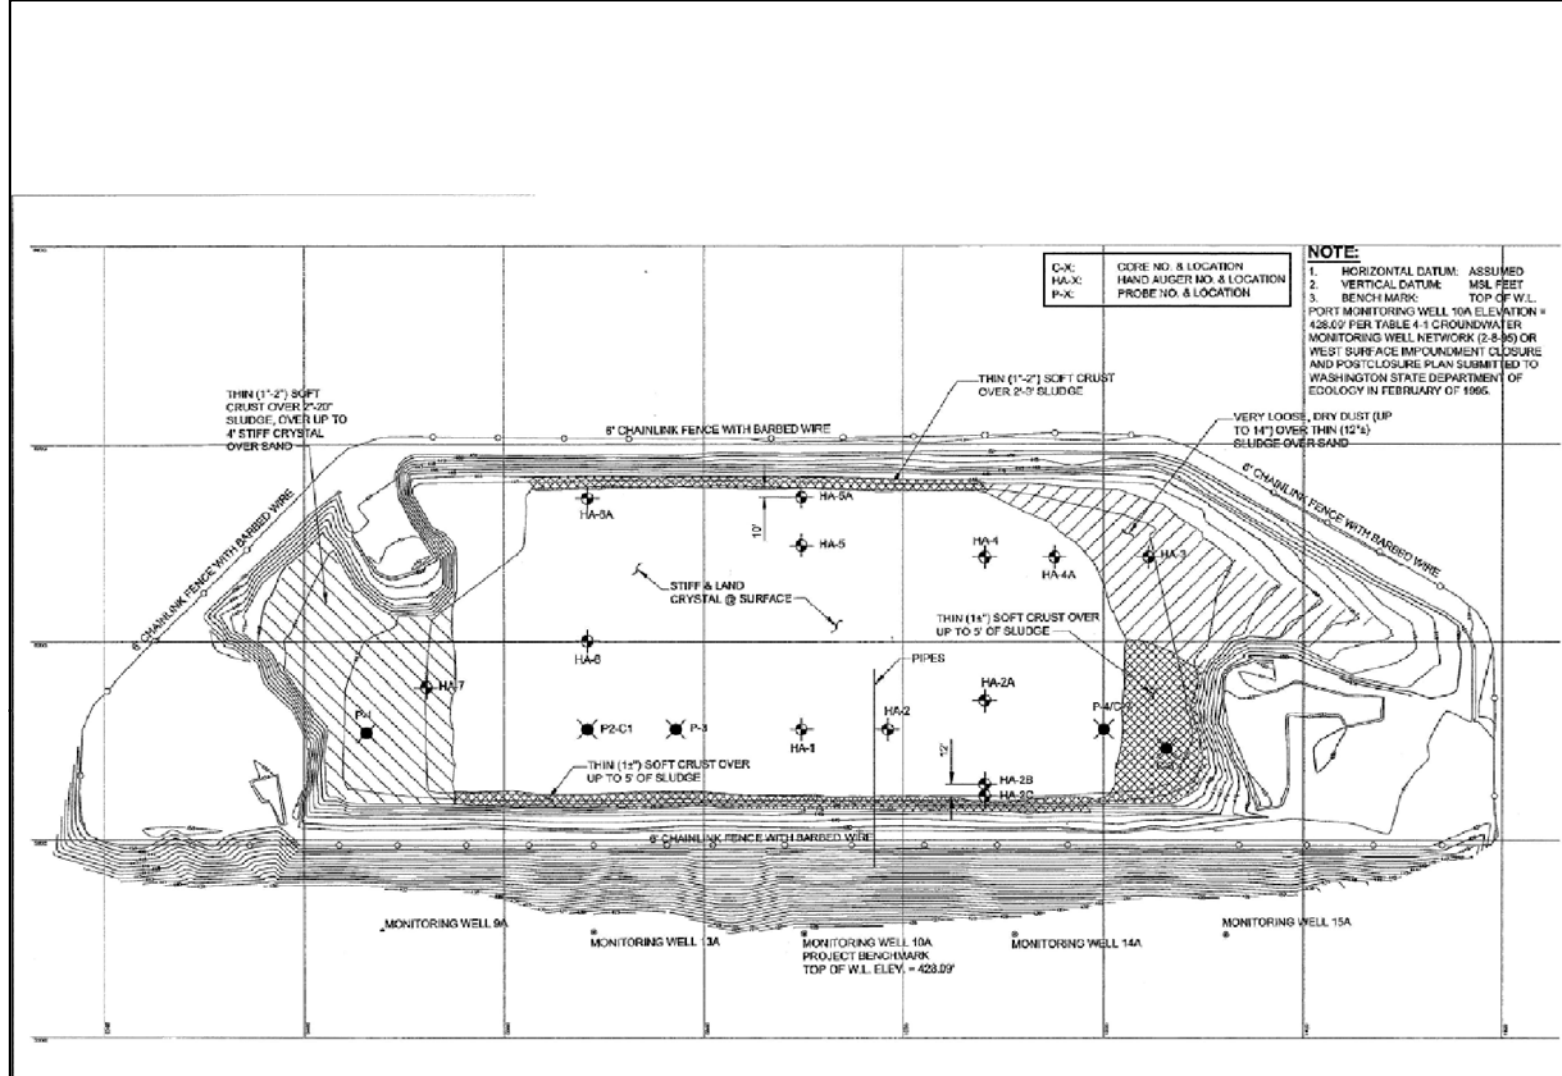 C-X: CORE NO. & LOCATION
HA-X: HAND AUGER NO. & LOCATION
P-X: PROBE NO. & LOCATION
NOTE:
1. HORIZONTAL DATUM: ASSUMED
2. VERTICAL DATUM: MSL FEET
3. BENCH MARK: TOP OF W.L.
PORT MONITORING WELL 10A ELEVATION =
428.09' PER TABLE 4-1 GROUNDWATER
MONITORING WELL NETWORK (2-8-95) OR
WEST SURFACE IMPOUNDMENT CLOSURE
AND POSTCLOSURE PLAN SUBMITTED TO
WASHINGTON STATE DEPARTMENT OF
ECOLOGY IN FEBRUARY OF 1995.
THIN (1"-2") SOFT
CRUST OVER 2"-20"
SLUDGE, OVER UP TO
4' STIFF CRYSTAL
OVER SAND
THIN (1"-2") SOFT CRUST
OVER 2'-3' SLUDGE
VERY LOOSE, DRY DUST (UP
TO 14") OVER THIN (12"±)
SLUDGE OVER SAND
6' CHAINLINK FENCE WITH BARBED WIRE
6' CHAINLINK FENCE WITH BARBED WIRE
6' CHAINLINK FENCE WITH BARBED WIRE
HA-6A
HA-5A
10'
HA-5
HA-4
HA-4A
HA-3
STIFF & LAND
CRYSTAL @ SURFACE
THIN (1±") SOFT CRUST OVER
UP TO 5' OF SLUDGE
HA-6
PIPES
HA-7
HA-2A
P-1
P2-C1
P-3
HA-1
HA-2
12'
THIN (1±") SOFT CRUST OVER
UP TO 5' OF SLUDGE
HA-2B
HA-2C
6' CHAINLINK FENCE WITH BARBED WIRE
MONITORING WELL 9A
MONITORING WELL 13A
MONITORING WELL 10A
PROJECT BENCHMARK
TOP OF W.L. ELEV. = 428.09'
MONITORING WELL 14A
MONITORING WELL 15A